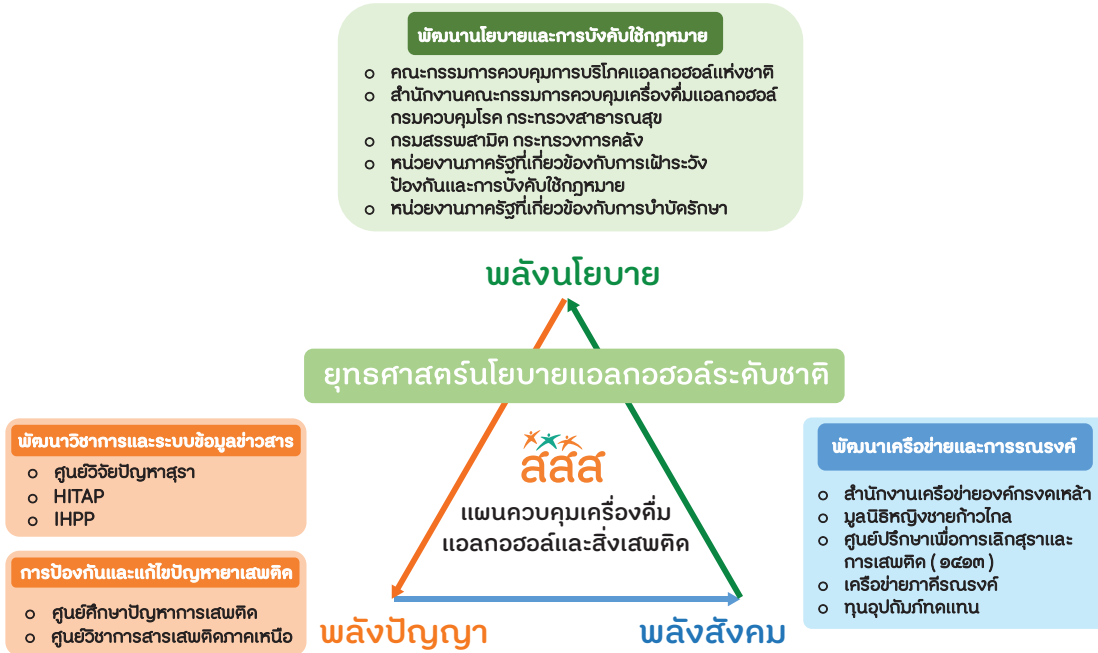 พัฒนานโยบายและการบังคับใช้กฎหมาย
o คณะกรรมการควบคุมการบริโภคแอลกอฮอล์แห่งชาติ
o สำนักงานคณะกรรมการควบคุมเครื่องดื่มแอลกอฮอล์
กรมควบคุมโรค กระทรวงสาธารณสุข
o กรมสรรพสามิต กระทรวงการคลัง
o หน่วยงานภาครัฐที่เกี่ยวข้องกับการเฝ้าระวัง
ป้องกันและการบังคับใช้กฎหมาย
o หน่วยงานภาครัฐที่เกี่ยวข้องกับการบำบัดรักษา
พลังนโยบาย
ยุทธศาสตร์นโยบายแอลกอฮอล์ระดับชาติ
พัฒนาวิชาการและระบบข้อมูลข่าวสาร
o ศูนย์วิจัยปัญหาสุรา
o HITAP
o IHPP
การป้องกันและแก้ไขปัญหายาเสพติด
o ศูนย์ศึกษาปัญหาการเสพติด
o ศูนย์วิชาการสารเสพติดภาคเหนือ
สสส
แผนควบคุมเครื่องดื่ม
แอลกอฮอล์และสิ่งเสพติด
พัฒนาเครือข่ายและการรณรงค์
o สำนักงานเครือข่ายองค์กรงดเหล้า
o มูลนิธิหญิงชายก้าวไกล
o ศูนย์ปรึกษาเพื่อการเลิกสุราและ
การเสพติด ( ๑๔๑๓ )
o เครือข่ายภาคีรณรงค์
o ทุนอุปถัมภ์ทดแทน
พลังปัญญา
พลังสังคม